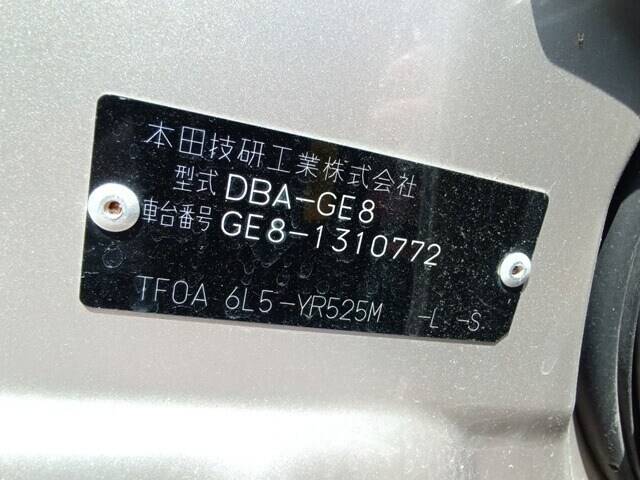 本田技研工業株式会社
型式 DBA-GE8
車台番号 GE8-1310772
TF0A 6L5-YR525M -L -S